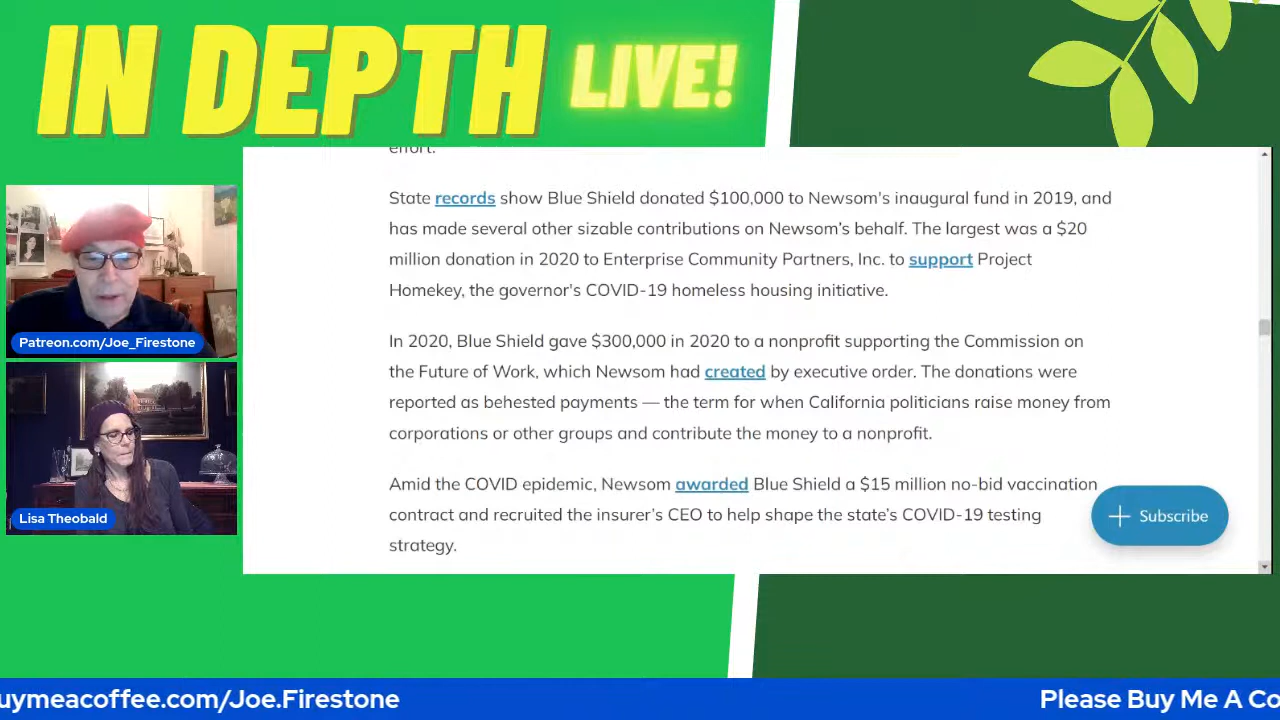 IN DEPTH LIVE!
effort.
State records show Blue Shield donated $100,000 to Newsom's inaugural fund in 2019, and
has made several other sizable contributions on Newsom’s behalf. The largest was a $20
million donation in 2020 to Enterprise Community Partners, Inc. to support Project
Homekey, the governor's COVID-19 homeless housing initiative.
In 2020, Blue Shield gave $300,000 in 2020 to a nonprofit supporting the Commission on
the Future of Work, which Newsom had created by executive order. The donations were
reported as behested payments — the term for when California politicians raise money from
corporations or other groups and contribute the money to a nonprofit.
Amid the COVID epidemic, Newsom awarded Blue Shield a $15 million no-bid vaccination
contract and recruited the insurer’s CEO to help shape the state’s COVID-19 testing
strategy.
+ Subscribe
Patreon.com/Joe_Firestone
Lisa Theobald
uymeacoffee.com/Joe.Firestone
Please Buy Me A Co